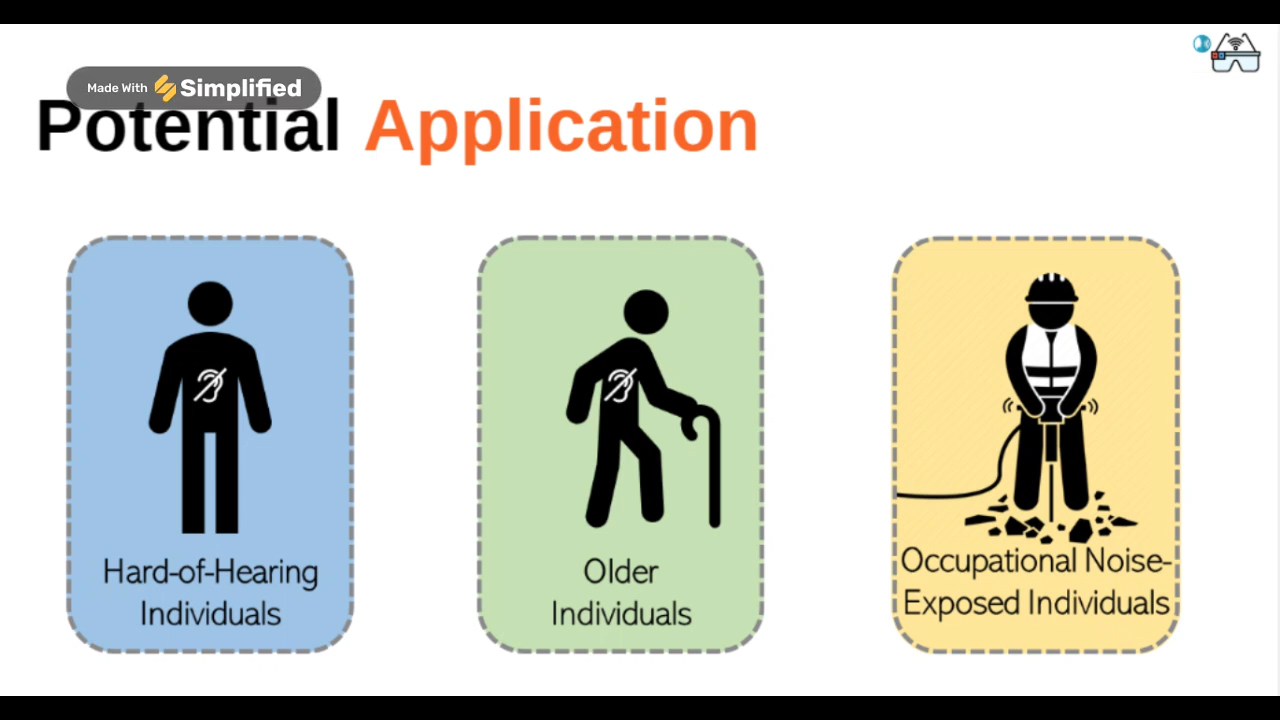 Made With Simplified
Potential Application
Hard-of-Hearing
Individuals
Older
Individuals
Occupational Noise-
Exposed Individuals